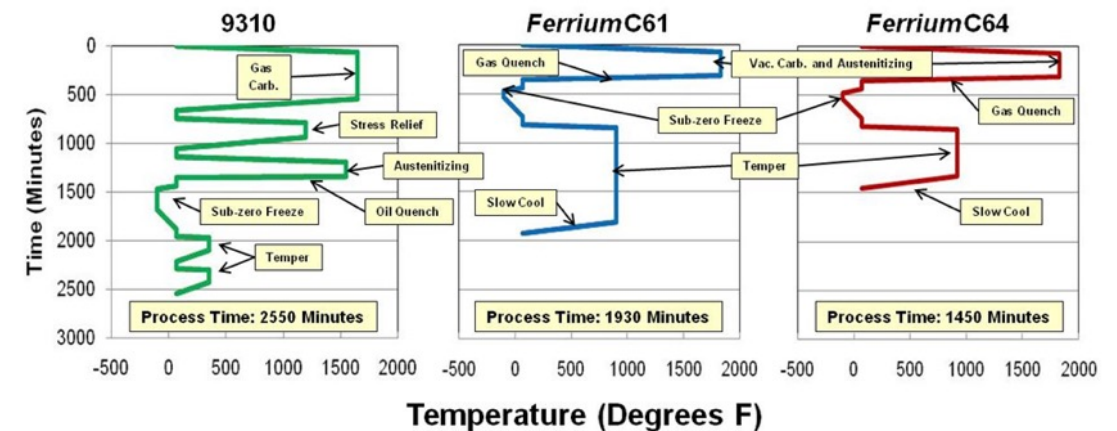 9310
Ferrium C61
Ferrium C64
Time (Minutes)
0
500
1000
1500
2000
2500
3000
Gas
Carb.
Stress Relief
Austenitizing
Oil Quench
Sub-zero Freeze
Temper
Process Time: 2550 Minutes
-500
0
500
1000
1500
2000
Gas Quench
Vac. Carb. and Austenitizing
Sub-zero Freeze
Temper
Slow Cool
Process Time: 1930 Minutes
-500
0
500
1000
1500
2000
Gas Quench
Slow Cool
Process Time: 1450 Minutes
-500
0
500
1000
1500
2000
Temperature (Degrees F)